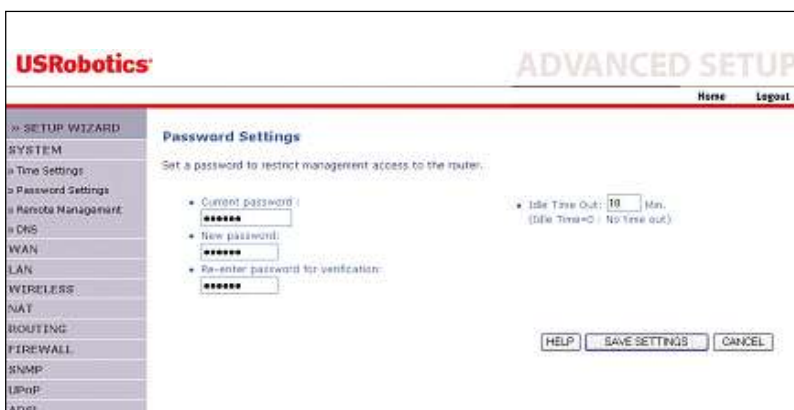 USRobotics®
ADVANCED SETUP
Home Logout
» SETUP WIZARD
SYSTEM
» Time Settings
» Password Settings
» Remote Management
» DNS
WAN
LAN
WIRELESS
NAT
ROUTING
FIREWALL
SNMP
UPnP
ADSL
Password Settings
Set a password to restrict management access to the router.
• Current password :
••••••
• New password:
••••••
• Re-enter password for verification:
••••••
• Idle Time Out: 10 Min.
(Idle Time=0 : No time out)
HELP SAVE SETTINGS CANCEL